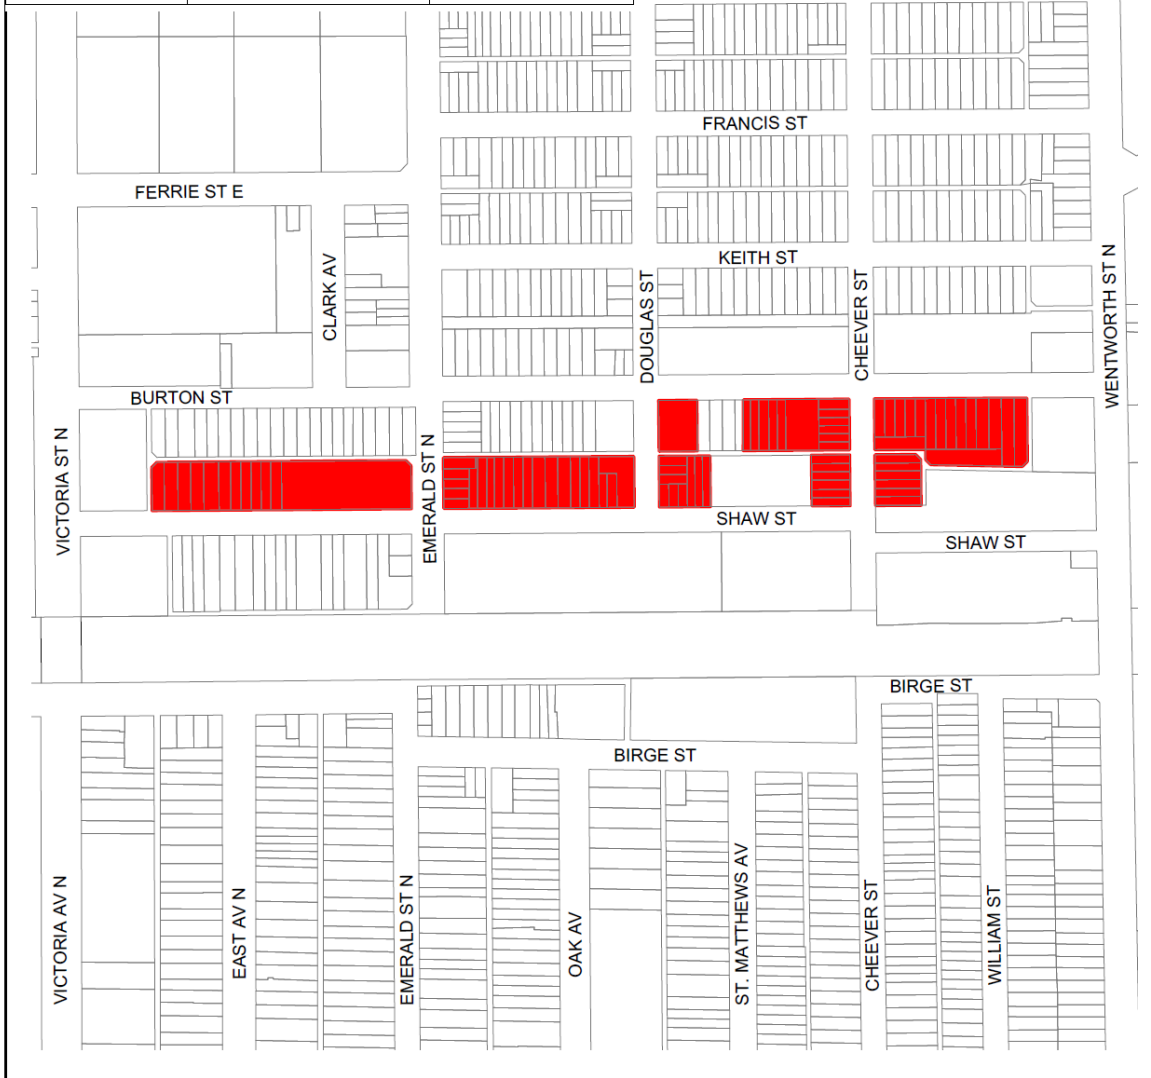 FRANCIS ST
FERRIE ST E
KEITH ST
CLARK AV
DOUGLAS ST
CHEEVER ST
WENTWORTH ST N
BURTON ST
VICTORIA ST N
EMERALD ST N
SHAW ST
SHAW ST
BIRGE ST
BIRGE ST
VICTORIA AV N
EAST AV N
EMERALD ST N
OAK AV
ST. MATTHEWS AV
CHEEVER ST
WILLIAM ST